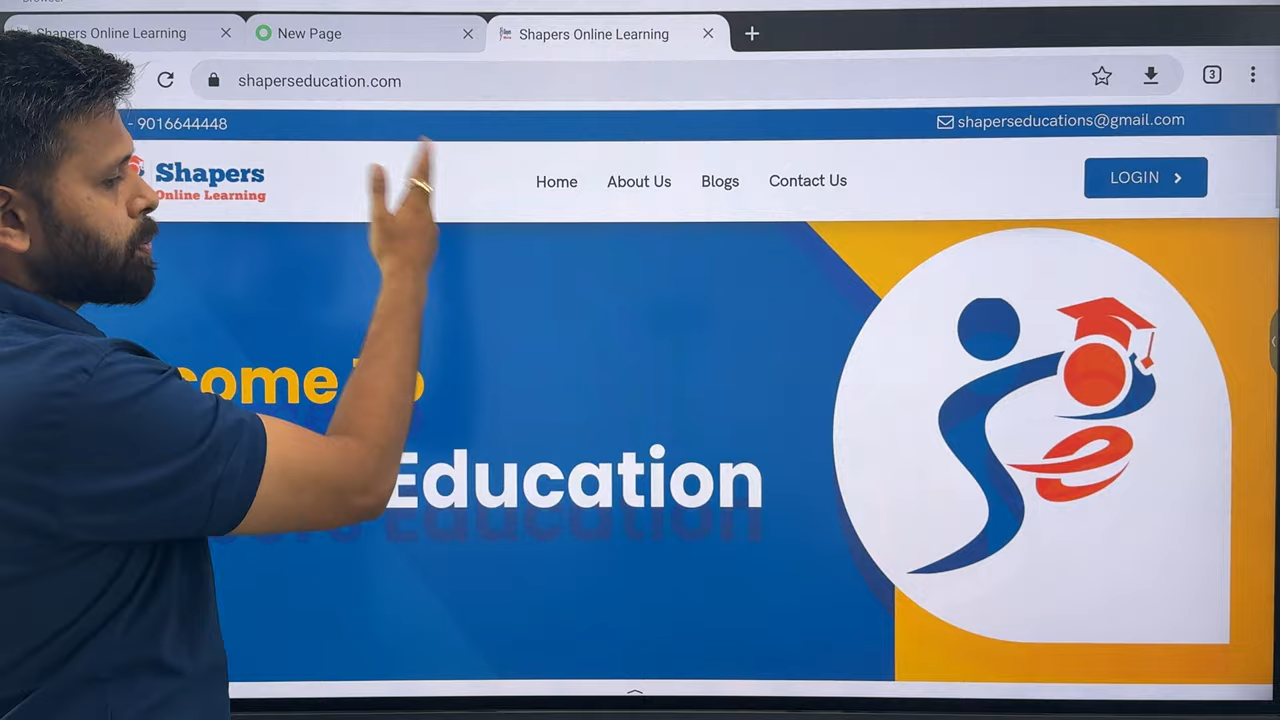 Shapers Online Learning
New Page
Shapers Online Learning
shaperseducation.com
3
- 9016644448
shaperseducations@gmail.com
Shapers
Online Learning
Home
About Us
Blogs
Contact Us
LOGIN
Education